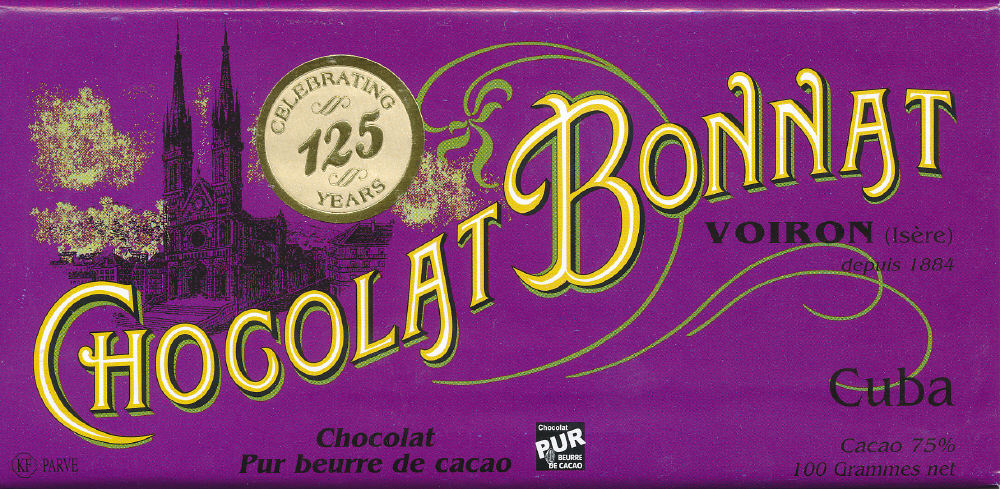 CELEBRATING
125
YEARS
CHOCOLAT BONNAT
VOIRON (Isère)
depuis 1884
Cuba
Cacao 75%
100 Grammes net
Chocolat
Pur beurre de cacao
Chocolat
PUR
BEURRE
DE CACAO
KF PARVE